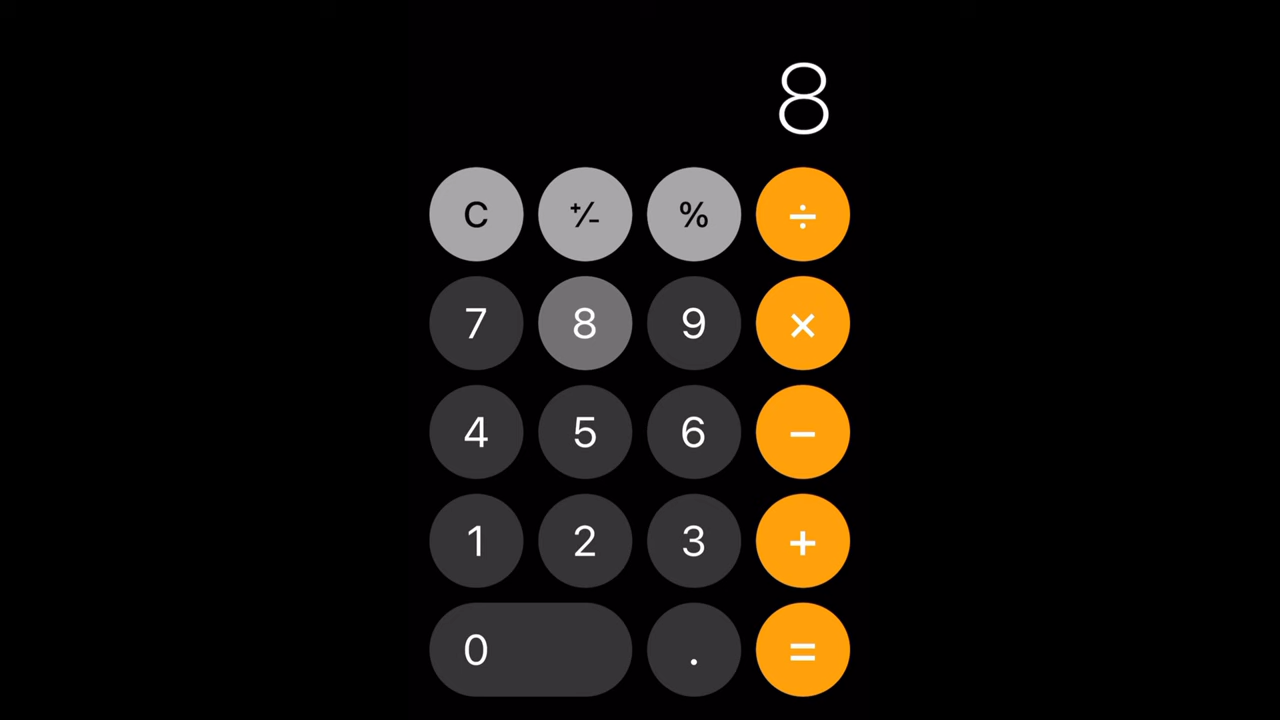 8
C ⁺∕₋ % ÷
7 8 9 ×
4 5 6 −
1 2 3 +
0 . =